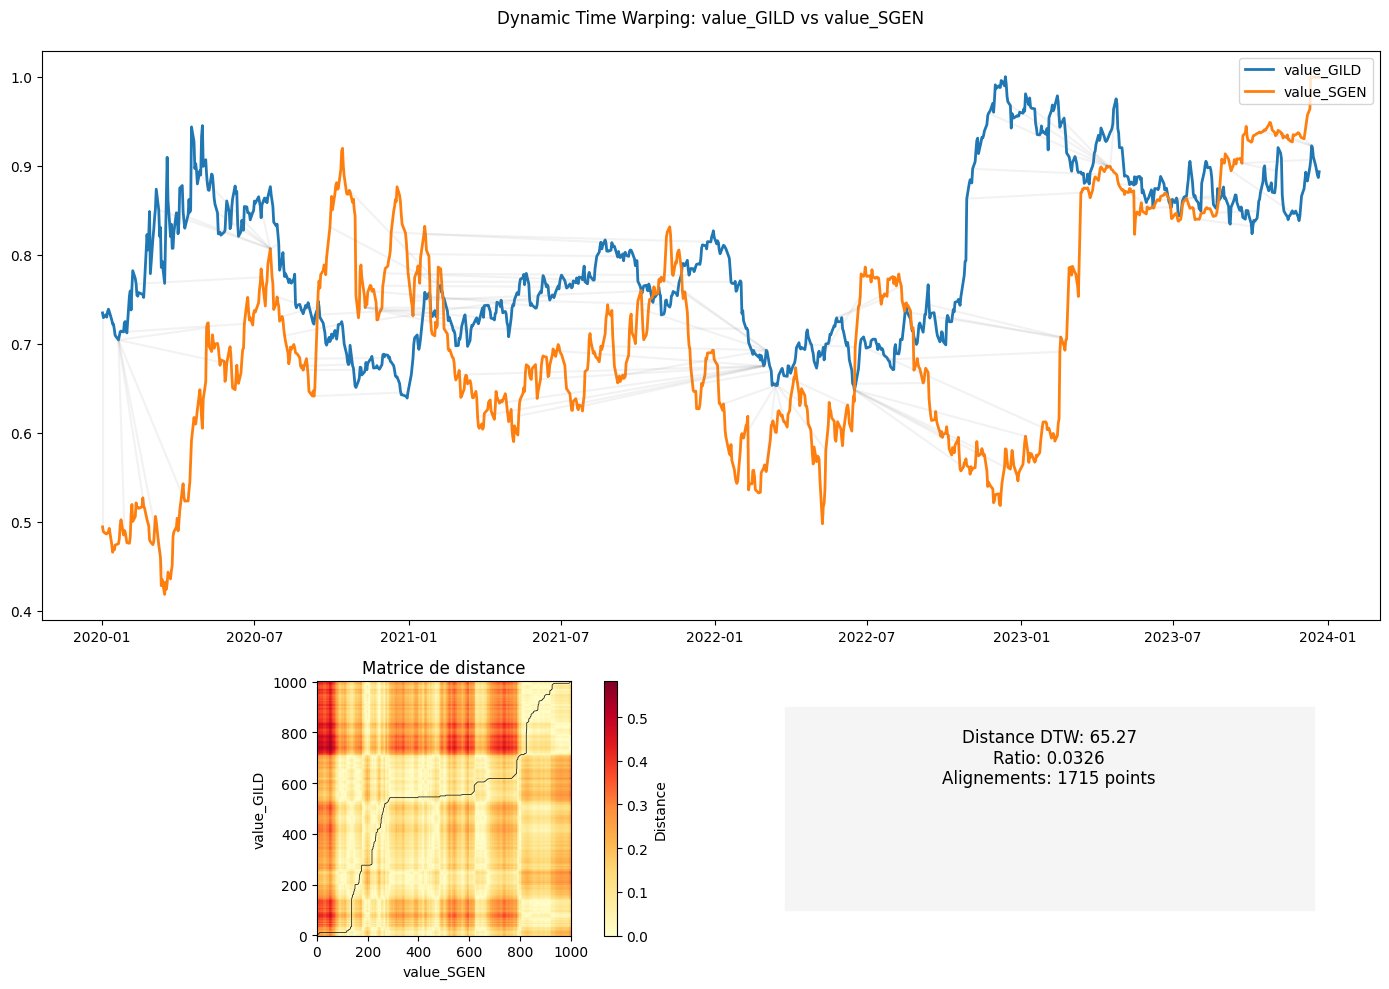 Dynamic Time Warping: value_GILD vs value_SGEN
1.0
0.9
0.8
0.7
0.6
0.5
0.4
value_GILD
value_SGEN
2020-01 2020-07 2021-01 2021-07 2022-01 2022-07 2023-01 2023-07 2024-01
Matrice de distance
1000
800
600
400
200
0
value_GILD
0 200 400 600 800 1000
value_SGEN
0.5
0.4
0.3
0.2
0.1
0.0
Distance
Distance DTW: 65.27
Ratio: 0.0326
Alignements: 1715 points